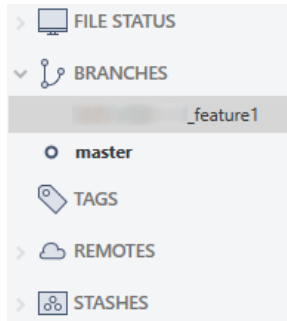 FILE STATUS
BRANCHES
_feature1
master
TAGS
REMOTES
STASHES